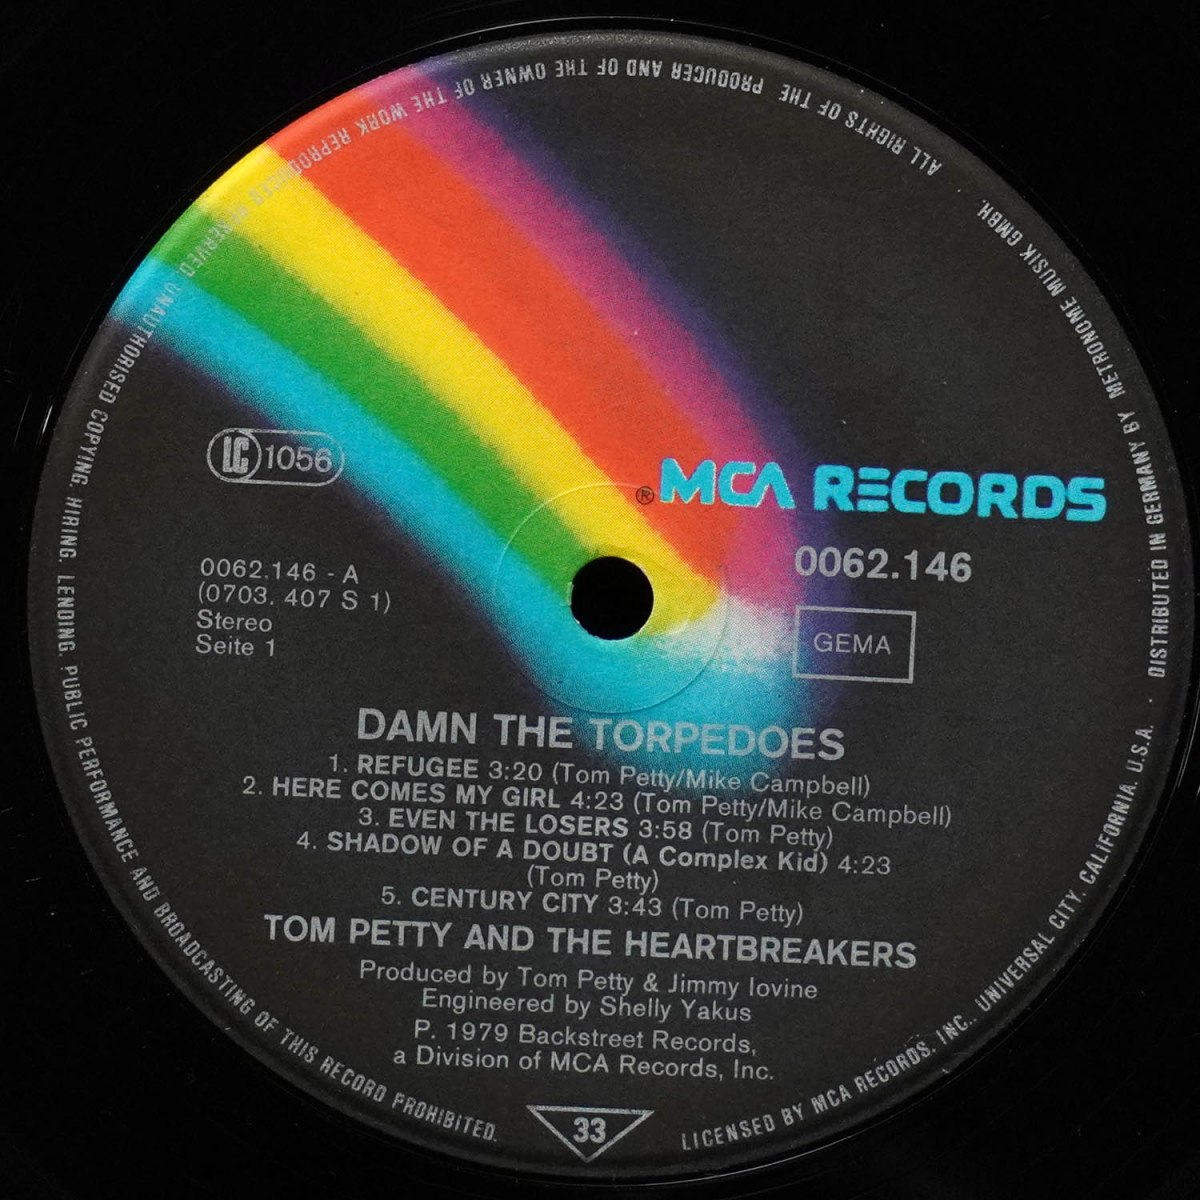 ALL RIGHTS OF THE PRODUCER AND OF THE OWNER OF THE WORK REPRODUCED RESERVED. UNAUTHORISED COPYING, HIRING, LENDING, PUBLIC PERFORMANCE AND BROADCASTING OF THIS RECORD PROHIBITED.
LC 1056
® MCA RECORDS
0062.146
GEMA
0062.146 - A
(0703. 407 S 1)
Stereo
Seite 1
DAMN THE TORPEDOES
1. REFUGEE 3:20 (Tom Petty/Mike Campbell)
2. HERE COMES MY GIRL 4:23 (Tom Petty/Mike Campbell)
3. EVEN THE LOSERS 3:58 (Tom Petty)
4. SHADOW OF A DOUBT (A Complex Kid) 4:23
(Tom Petty)
5. CENTURY CITY 3:43 (Tom Petty)
TOM PETTY AND THE HEARTBREAKERS
Produced by Tom Petty & Jimmy Iovine
Engineered by Shelly Yakus
P. 1979 Backstreet Records,
a Division of MCA Records, Inc.
33
LICENSED BY MCA RECORDS, INC., UNIVERSAL CITY, CALIFORNIA, U.S.A. · DISTRIBUTED IN GERMANY BY METRONOME MUSIK GMBH.